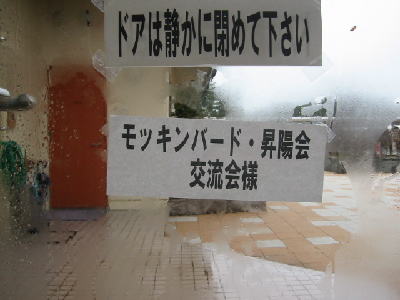 ドアは静かに閉めて下さい
モッキンバード・昇陽会
交流会様